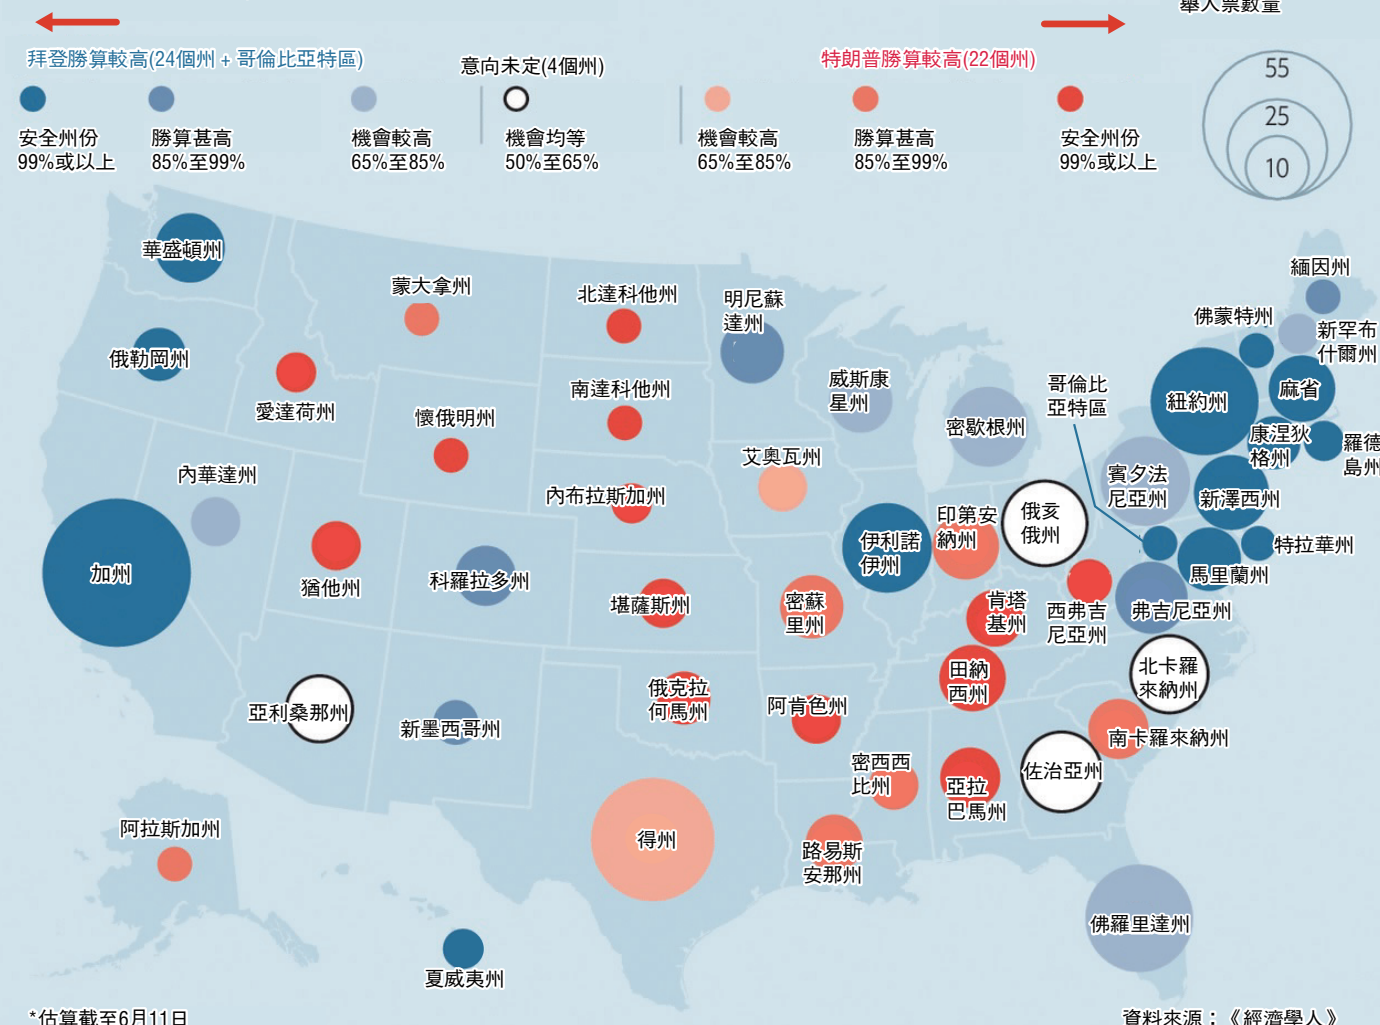 舉人票數量
拜登勝算較高(24個州 + 哥倫比亞特區)
意向未定(4個州)
特朗普勝算較高(22個州)
安全州份
99%或以上
勝算甚高
85%至99%
機會較高
65%至85%
機會均等
50%至65%
機會較高
65%至85%
勝算甚高
85%至99%
安全州份
99%或以上
55
25
10
華盛頓州
蒙大拿州
北達科他州
明尼蘇
達州
緬因州
佛蒙特州
新罕布
什爾州
俄勒岡州
愛達荷州
南達科他州
威斯康
星州
哥倫比
亞特區
紐約州
麻省
懷俄明州
密歇根州
康涅狄
格州
羅德
島州
內華達州
艾奧瓦州
賓夕法
尼亞州
新澤西州
內布拉斯加州
印第安
納州
俄亥
俄州
伊利諾
伊州
特拉華州
馬里蘭州
加州
猶他州
科羅拉多州
堪薩斯州
密蘇
里州
肯塔
基州
西弗吉
尼亞州
弗吉尼亞州
北卡羅
來納州
田納
西州
亞利桑那州
新墨西哥州
俄克拉
何馬州
阿肯色州
南卡羅來納州
密西西
比州
亞拉
巴馬州
佐治亞州
阿拉斯加州
得州
路易斯
安那州
佛羅里達州
夏威夷州
*估算截至6月11日
資料來源：《經濟學人》